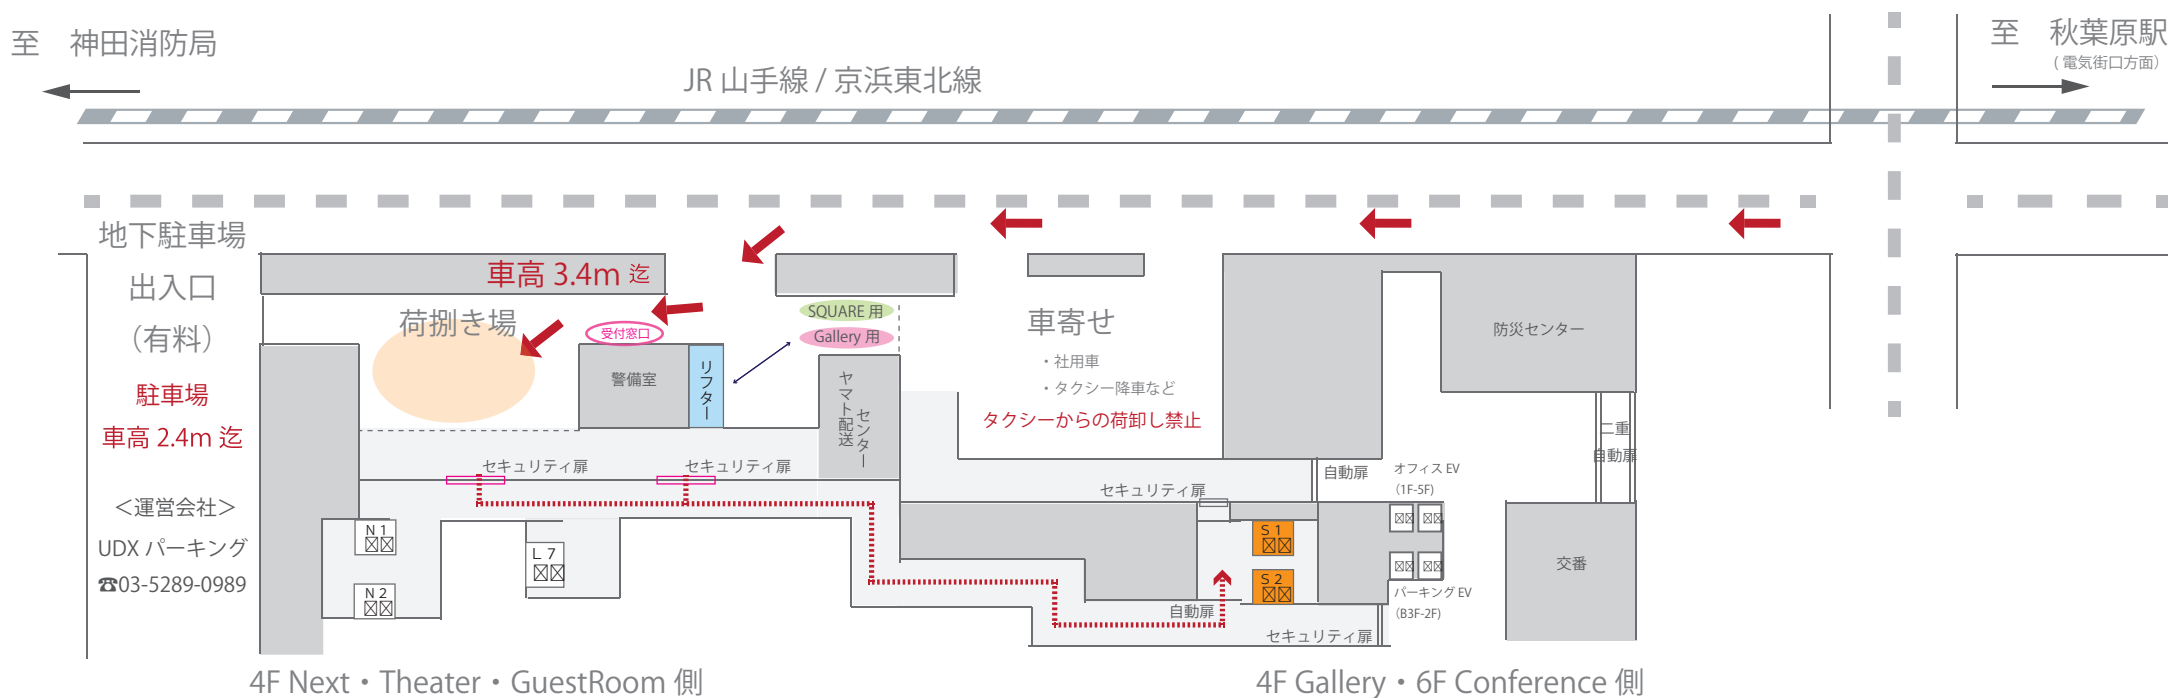 至　神田消防局
JR 山手線 / 京浜東北線
至　秋葉原駅
( 電気街口方面）
地下駐車場
出入口
（有料）
駐車場
車高 2.4m 迄
＜運営会社＞
UDX パーキング
☎03-5289-0989
車高 3.4m 迄
荷捌き場
受付窓口
警備室
リフター
SQUARE 用
Gallery 用
ヤマト配送
センター
車寄せ
・社用車
・タクシー降車など
タクシーからの荷卸し禁止
防災センター
二重
自動扉
セキュリティ扉
セキュリティ扉
セキュリティ扉
自動扉
オフィス EV
(1F-5F)
N 1
N 2
L 7
S 1
S 2
自動扉
セキュリティ扉
パーキング EV
(B3F-2F)
交番
4F Next・Theater・GuestRoom 側
4F Gallery・6F Conference 側